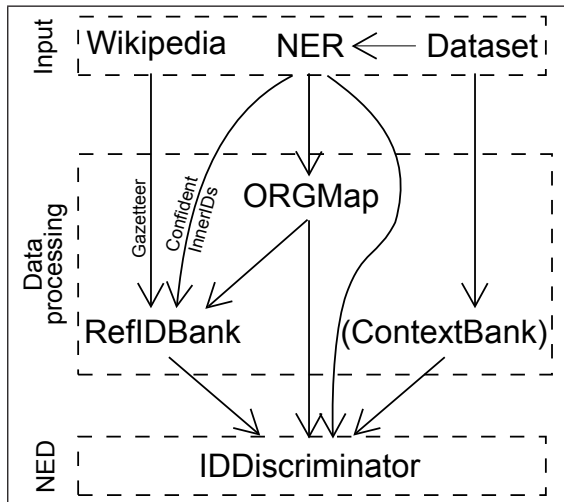 Input
Wikipedia
NER
Dataset
Data
processing
Gazetteer
Confident
InnerIDs
ORGMap
RefIDBank
(ContextBank)
NED
IDDiscriminator